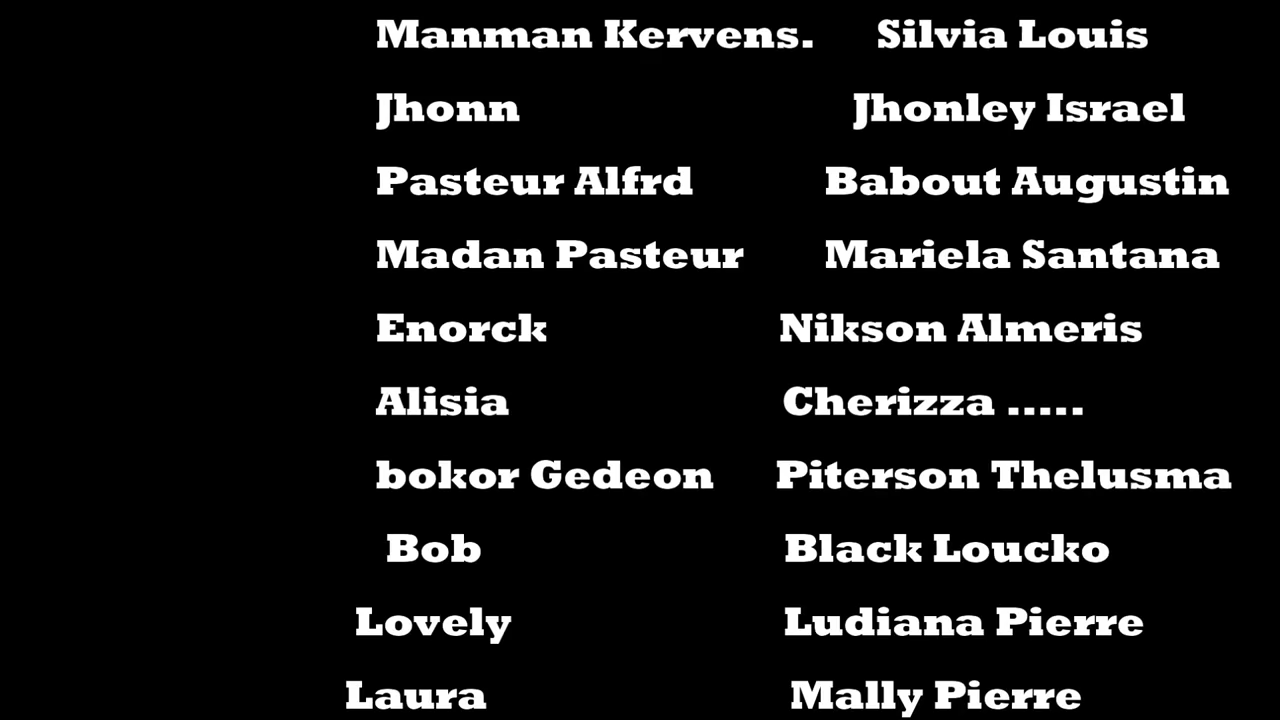 Manman Kervens. Silvia Louis
Jhonn Jhonley Israel
Pasteur Alfrd Babout Augustin
Madan Pasteur Mariela Santana
Enorck Nikson Almeris
Alisia Cherizza .....
bokor Gedeon Piterson Thelusma
Bob Black Loucko
Lovely Ludiana Pierre
Laura Mally Pierre